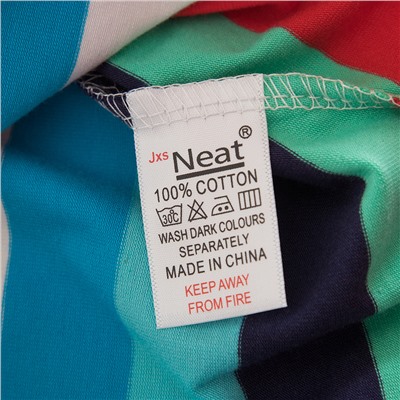 Jxs Neat®
100% COTTON
30°C
WASH DARK COLOURS
SEPARATELY
MADE IN CHINA
KEEP AWAY
FROM FIRE